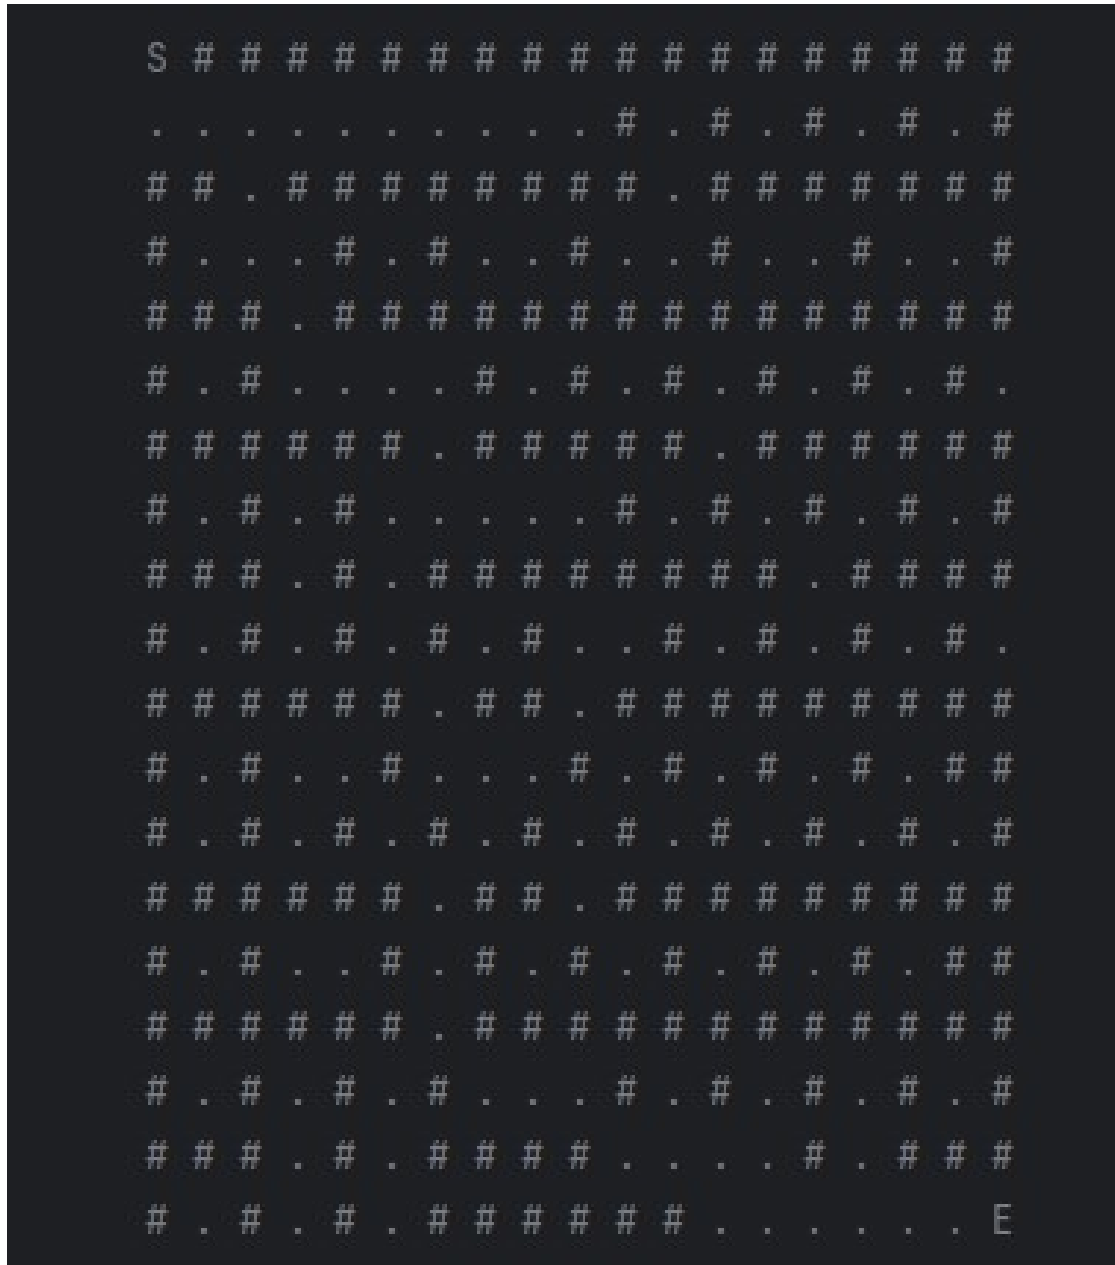 S # # # # # # # # # # # # # # # # # #
. . . . . . . . . . # . # . # . # . #
# # . # # # # # # # # . # # # # # # #
# . . . # . # . . # . . # . . # . . #
# # # . # # # # # # # # # # # # # # #
# . # . . . . # . # . # . # . # . # .
# # # # # # . # # # # # . # # # # # #
# . # . # . . . . . # . # . # . # . #
# # # . # . # # # # # # # # . # # # #
# . # . # . # . # . . # . # . # . # .
# # # # # # . # # . # # # # # # # # #
# . # . . # . . . # . # . # . # . # #
# . # . # . # . # . # . # . # . # . #
# # # # # # . # # . # # # # # # # # #
# . # . . # . # . # . # . # . # . # #
# # # # # # . # # # # # # # # # # # #
# . # . # . # . . . # . # . # . # . #
# # # . # . # # # # . . . . # . # # #
# . # . # . # # # # # # . . . . . . E